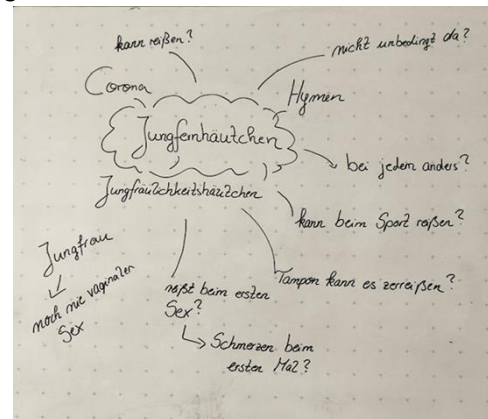 kann reißen?
nicht unbedingt da?
Corona
Hymen
Jungfernhäutchen
bei jedem anders?
Jungfräulichkeitshäutchen
kann beim Sport reißen?
Jungfrau
noch nie vaginalen
Sex
reißt beim ersten
Sex?
Tampon kann es zerreißen?
Schmerzen beim
ersten Mal?